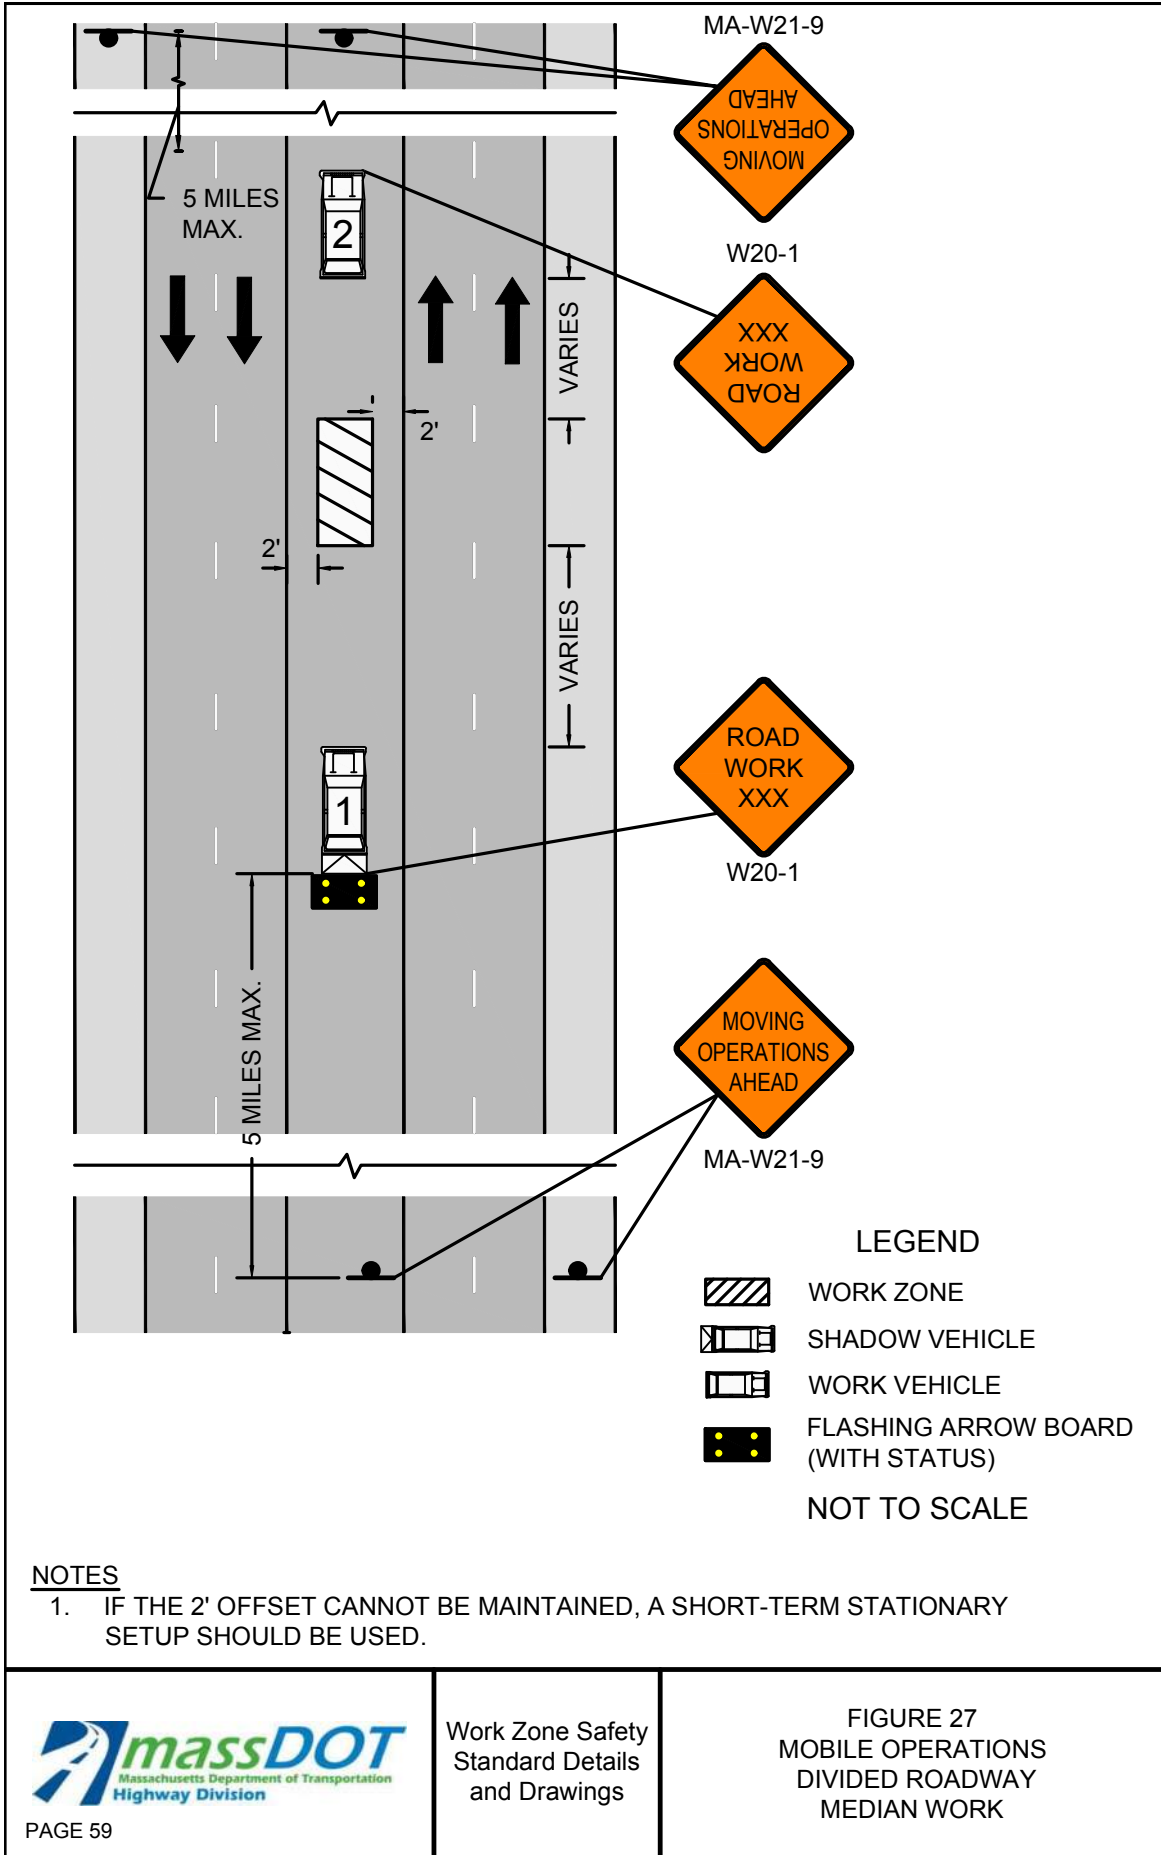 MA-W21-9
MOVING
OPERATIONS
AHEAD
5 MILES
MAX.
2
W20-1
ROAD
WORK
XXX
VARIES
2'
2'
VARIES
1
ROAD
WORK
XXX
W20-1
5 MILES MAX.
MOVING
OPERATIONS
AHEAD
MA-W21-9
LEGEND
WORK ZONE
SHADOW VEHICLE
WORK VEHICLE
FLASHING ARROW BOARD
(WITH STATUS)
NOT TO SCALE
NOTES
1. IF THE 2' OFFSET CANNOT BE MAINTAINED, A SHORT-TERM STATIONARY
SETUP SHOULD BE USED.
massDOT
Massachusetts Department of Transportation
Highway Division
PAGE 59
Work Zone Safety
Standard Details
and Drawings
FIGURE 27
MOBILE OPERATIONS
DIVIDED ROADWAY
MEDIAN WORK